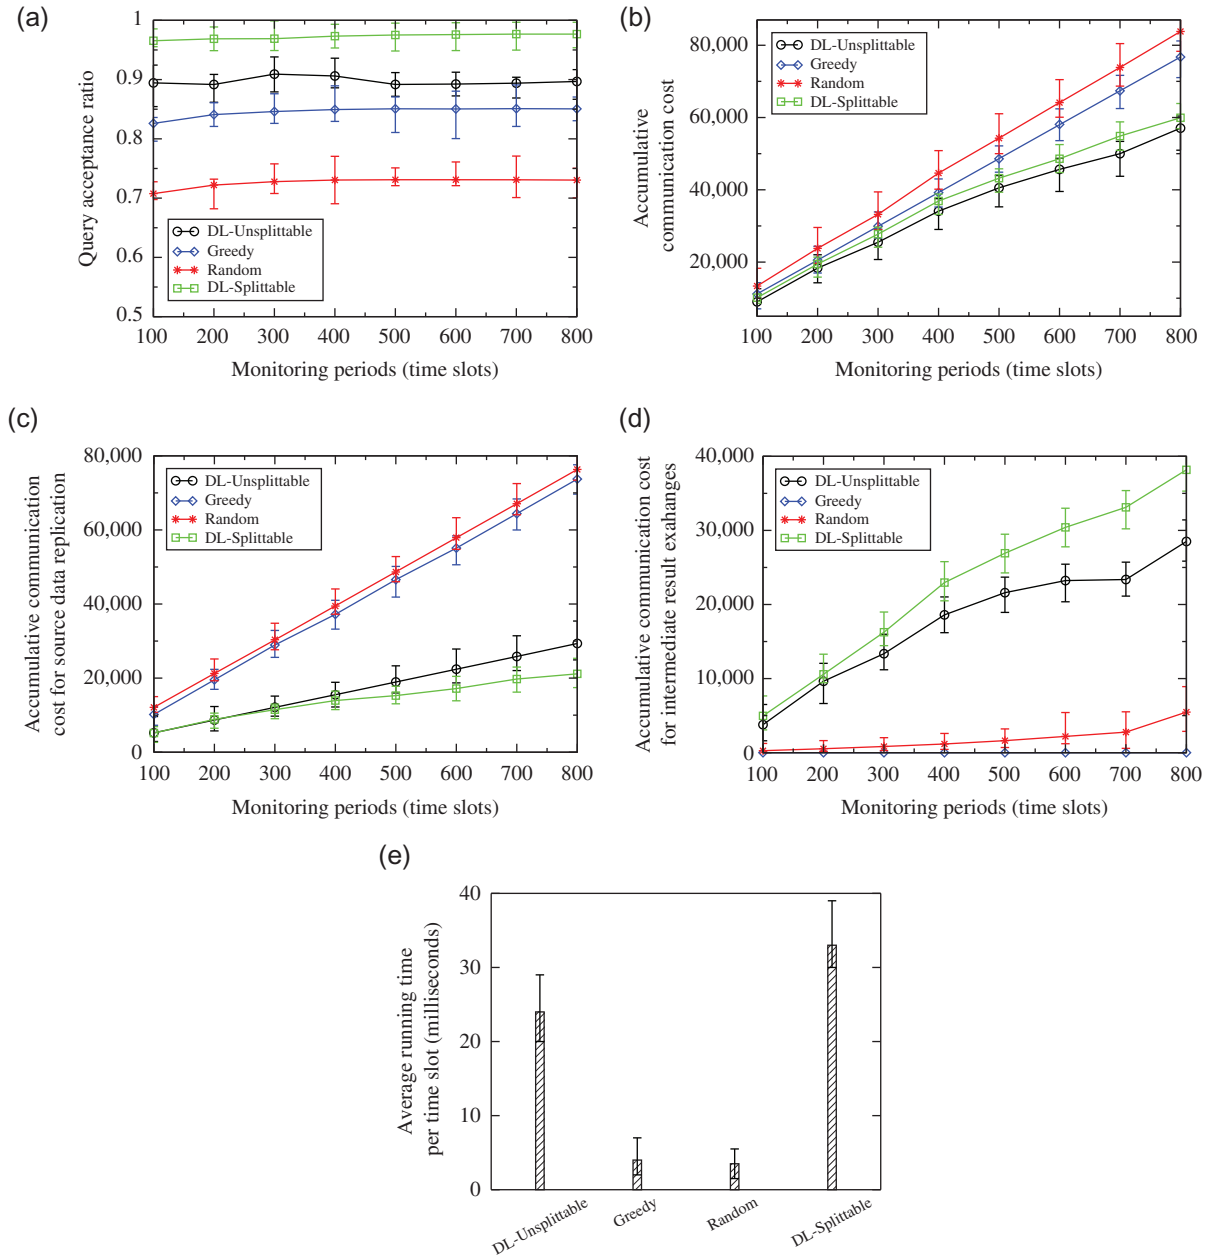 (a)
Query acceptance ratio
1
0.9
0.8
0.7
0.6
0.5
DL-Unsplittable
Greedy
Random
DL-Splittable
100 200 300 400 500 600 700 800
Monitoring periods (time slots)
(b)
Accumulative
communication cost
80,000
60,000
40,000
20,000
DL-Unsplittable
Greedy
Random
DL-Splittable
100 200 300 400 500 600 700 800
Monitoring periods (time slots)
(c)
Accumulative communication
cost for source data replication
80,000
60,000
40,000
20,000
0
DL-Unsplittable
Greedy
Random
DL-Splittable
100 200 300 400 500 600 700 800
Monitoring periods (time slots)
(d)
Accumulative communication cost
for intermediate result exahanges
40,000
30,000
20,000
10,000
0
DL-Unsplittable
Greedy
Random
DL-Splittable
100 200 300 400 500 600 700 800
Monitoring periods (time slots)
(e)
Average running time
per time slot (milliseconds)
40
30
20
10
0
DL-Unsplittable
Greedy
Random
DL-Splittable